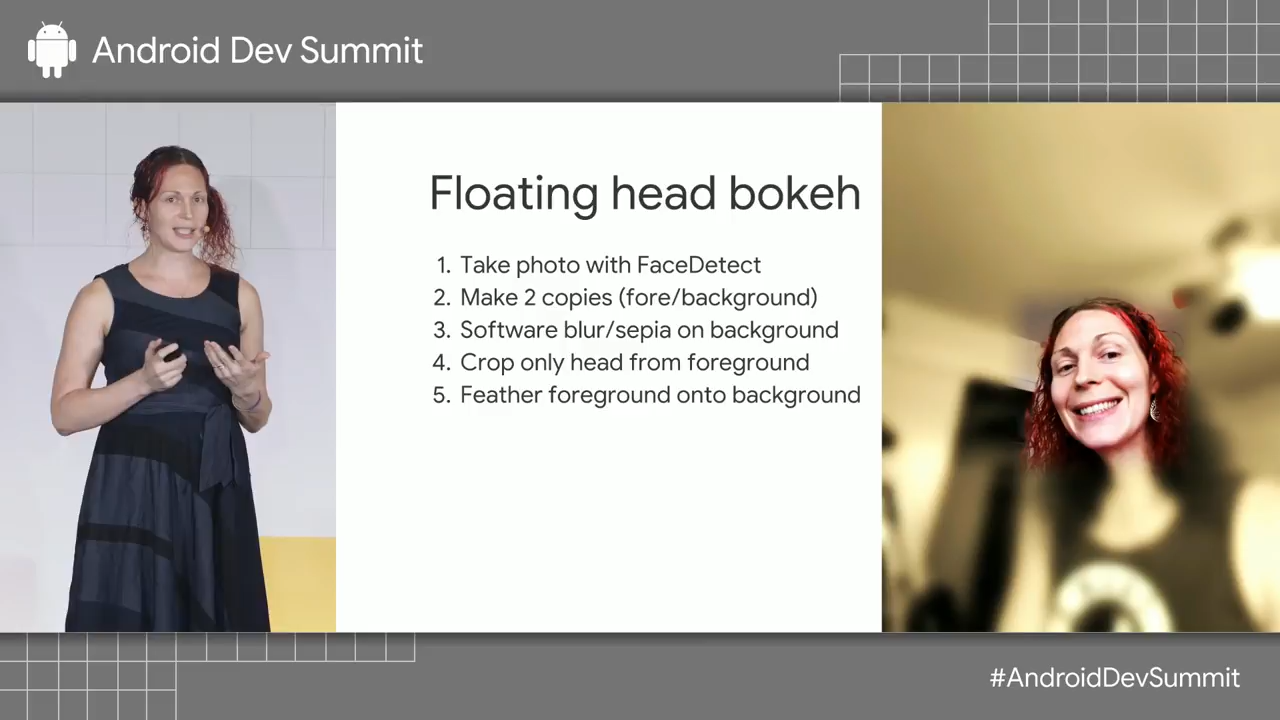 Android Dev Summit
Floating head bokeh
1. Take photo with FaceDetect
2. Make 2 copies (fore/background)
3. Software blur/sepia on background
4. Crop only head from foreground
5. Feather foreground onto background
#AndroidDevSummit